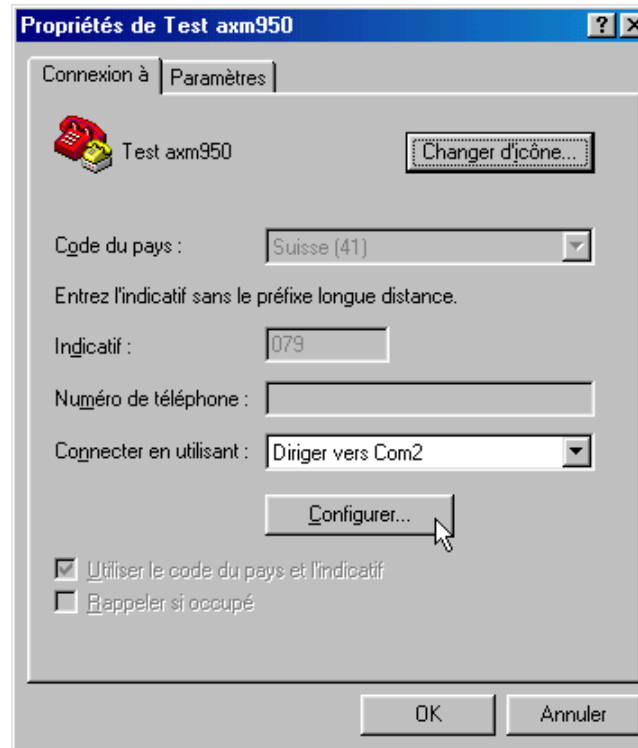 Propriétés de Test axm950
Connexion à Paramètres
Test axm950 Changer d'icône...
Code du pays : Suisse (41)
Entrez l'indicatif sans le préfixe longue distance.
Indicatif : 079
Numéro de téléphone :
Connecter en utilisant : Diriger vers Com2
Configurer...
Utiliser le code du pays et l'indicatif
Rappeler si occupé
OK Annuler